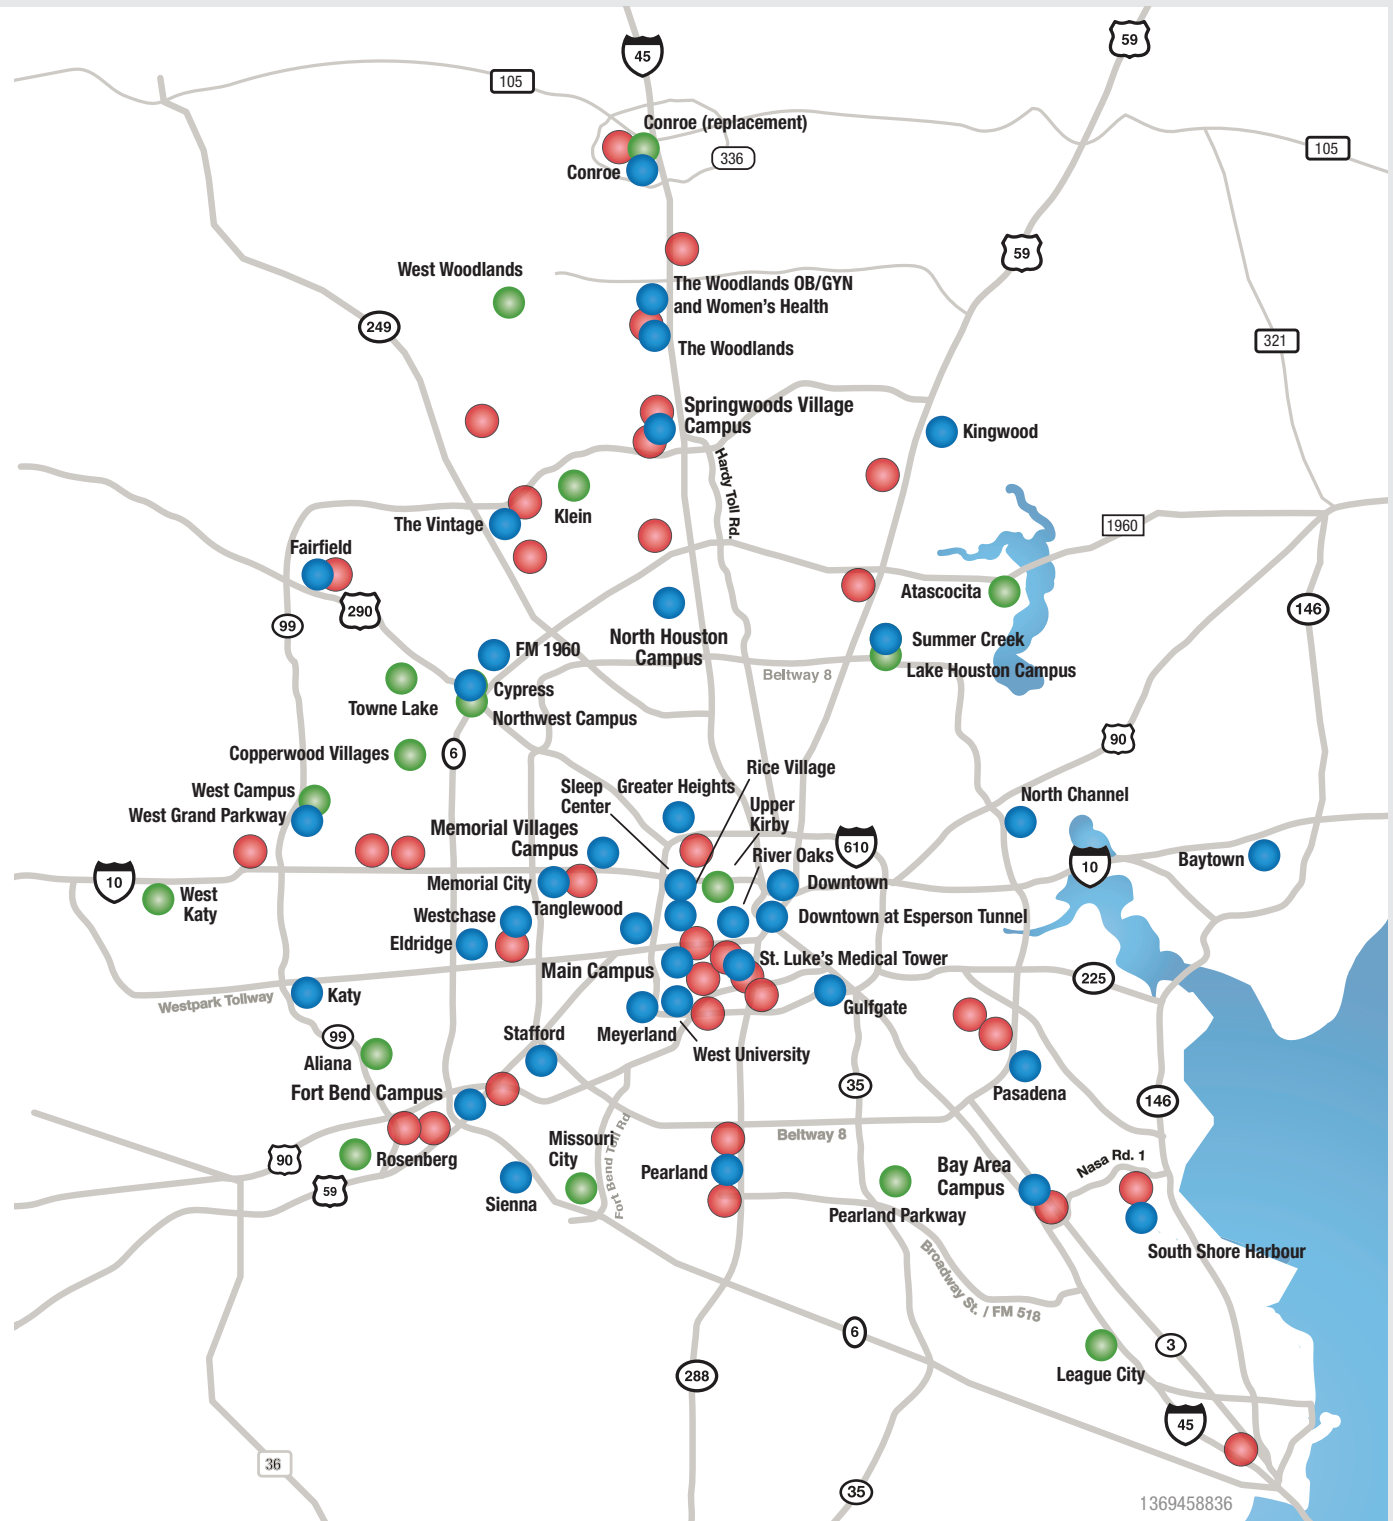 59
45
105
Conroe (replacement)
336
105
Conroe
59
West Woodlands
The Woodlands OB/GYN
and Women's Health
249
321
The Woodlands
Springwoods Village
Campus
Kingwood
Hardy Toll Rd.
Klein
The Vintage
1960
Fairfield
Atascocita
290
146
99
North Houston
Campus
Summer Creek
FM 1960
Lake Houston Campus
Beltway 8
Cypress
Towne Lake
Northwest Campus
90
Copperwood Villages
6
Rice Village
Sleep
Center
Greater Heights
West Campus
North Channel
Upper
Kirby
West Grand Parkway
Memorial Villages
Campus
610
River Oaks
Baytown
10
10
Memorial City
Downtown
West
Katy
Tanglewood
Westchase
Downtown at Esperson Tunnel
Eldridge
St. Luke's Medical Tower
Main Campus
225
Katy
Westpark Tollway
Gulfgate
Stafford
Meyerland
99
West University
Aliana
35
Fort Bend Campus
Pasadena
146
Missouri
City
Fort Bend Toll Rd
Beltway 8
90
Rosenberg
Nasa Rd. 1
Bay Area
Campus
Pearland
59
Sienna
Pearland Parkway
South Shore Harbour
Broadway St. / FM 518
6
3
288
League City
45
36
35
1369458836